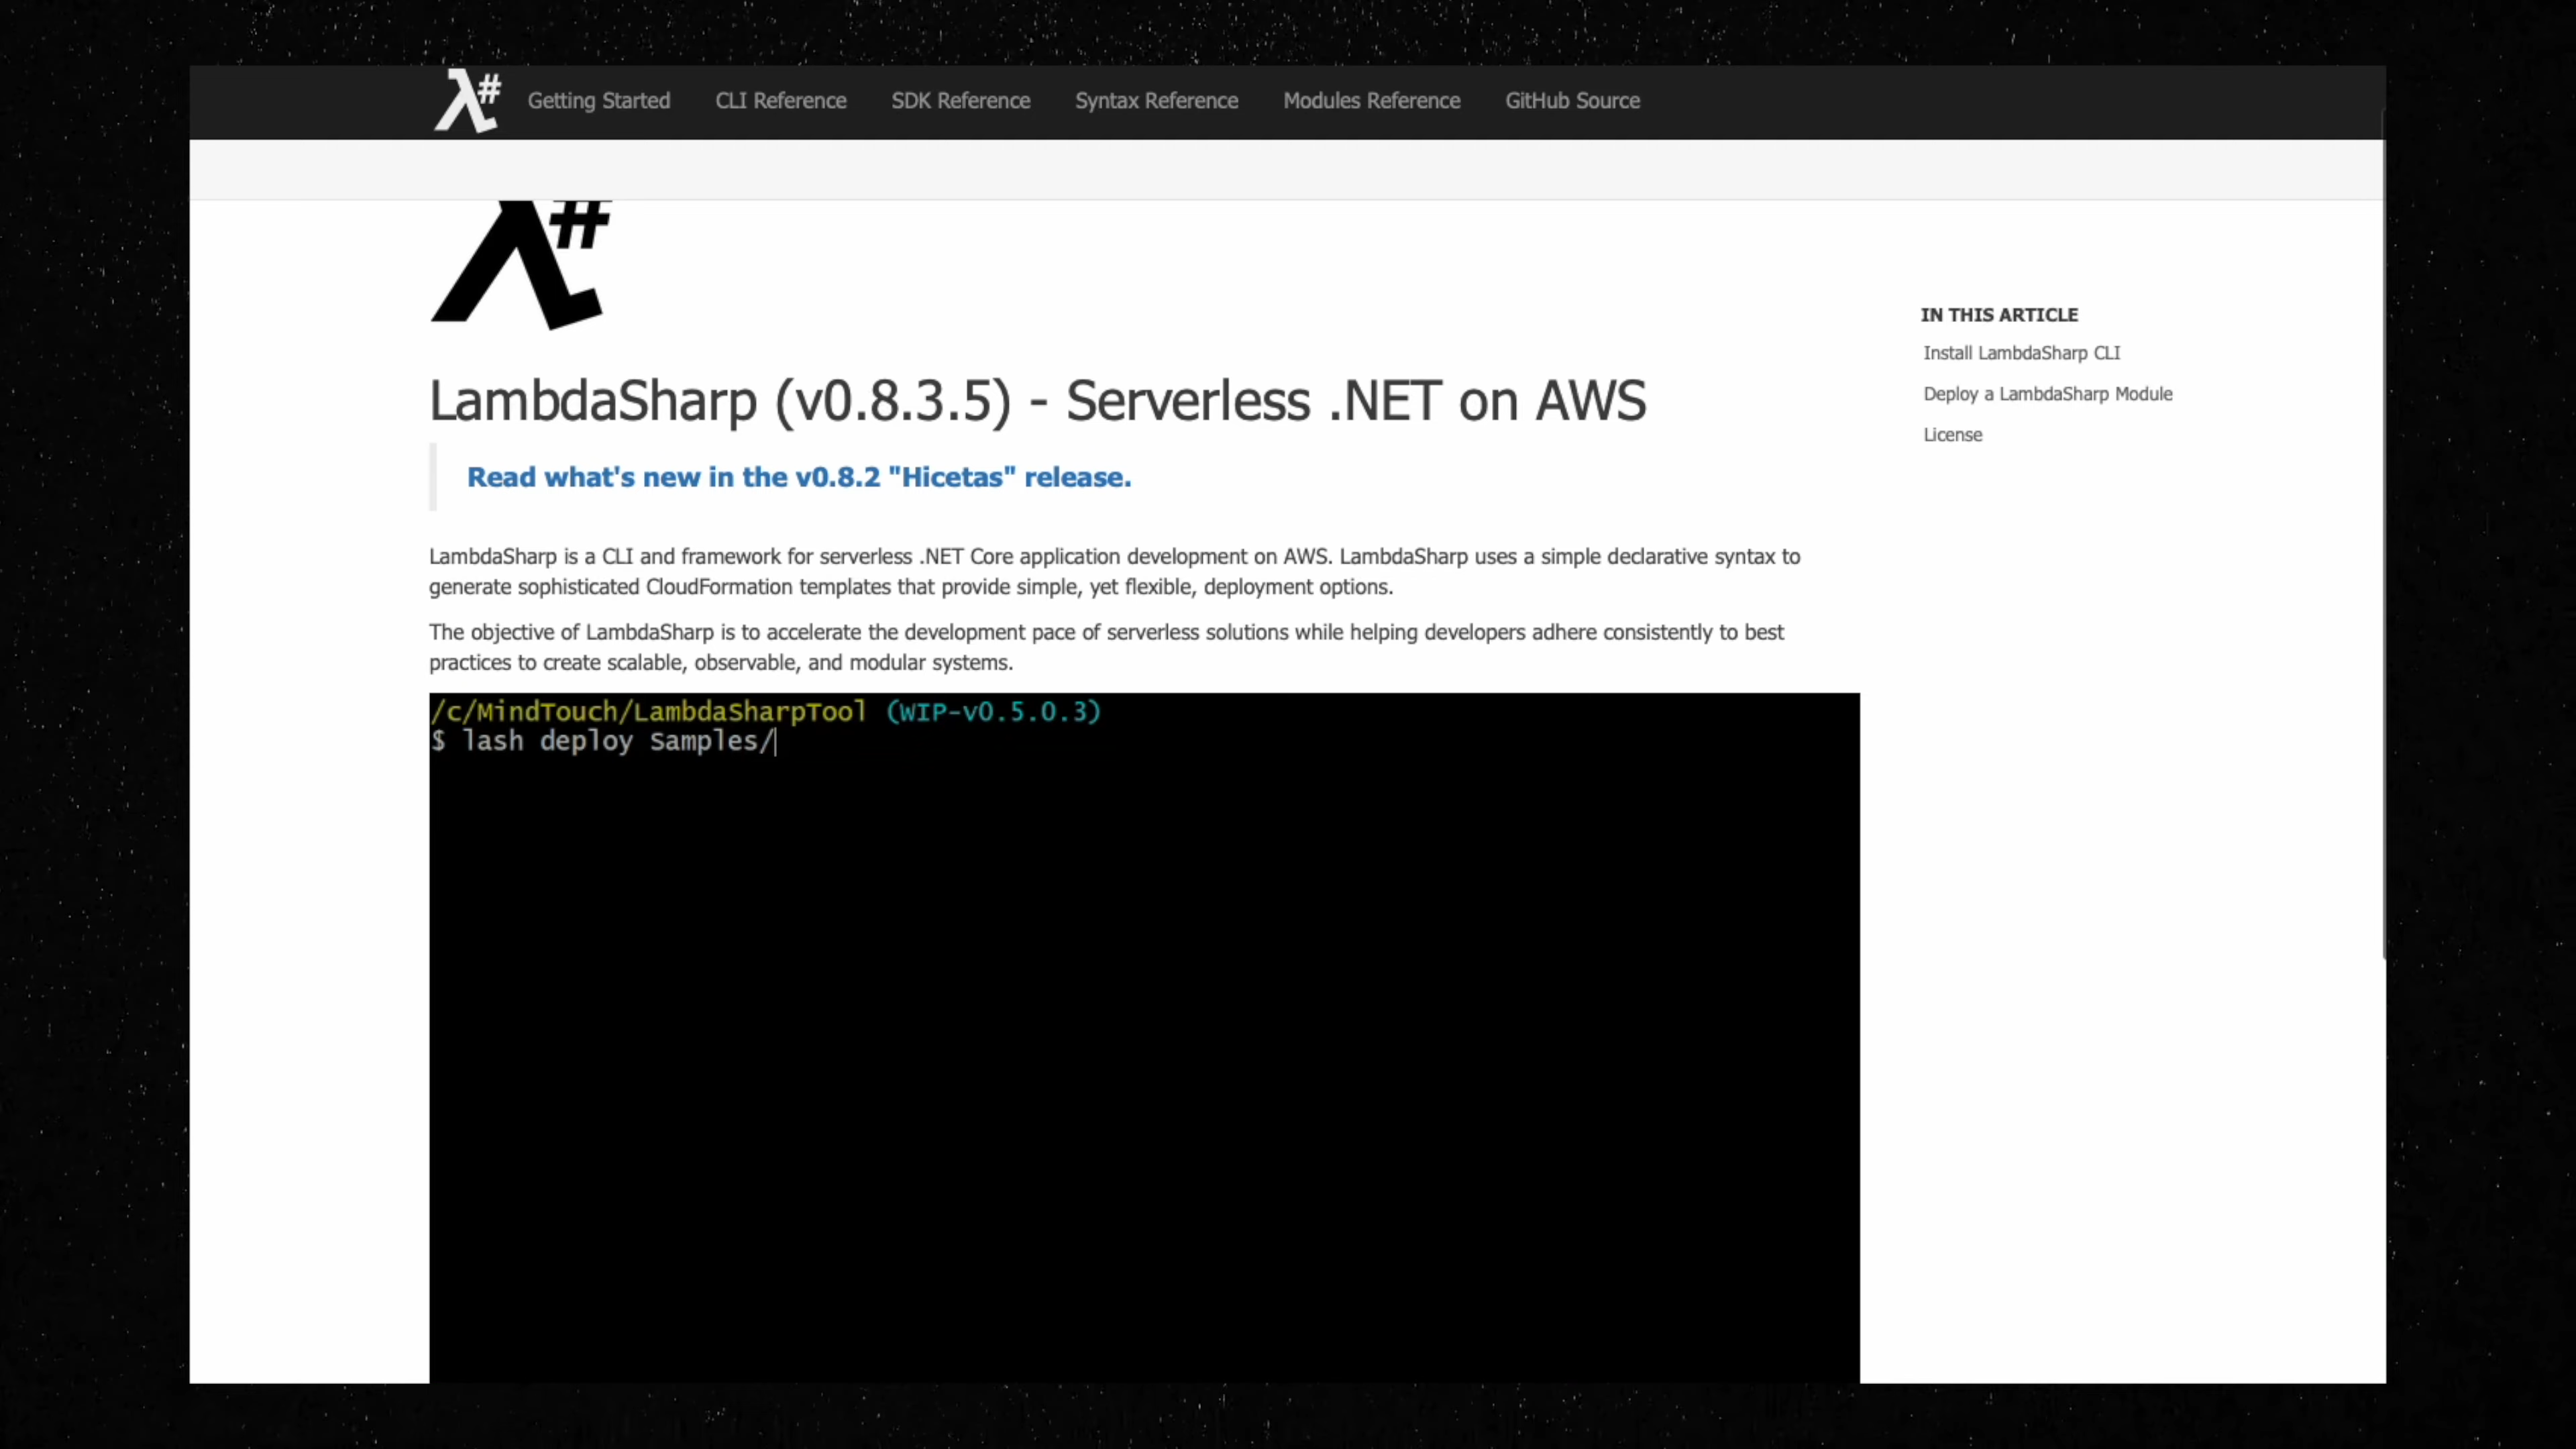 λ# Getting Started CLI Reference SDK Reference Syntax Reference Modules Reference GitHub Source
λ#
LambdaSharp (v0.8.3.5) - Serverless .NET on AWS
Read what's new in the v0.8.2 "Hicetas" release.
LambdaSharp is a CLI and framework for serverless .NET Core application development on AWS. LambdaSharp uses a simple declarative syntax to
generate sophisticated CloudFormation templates that provide simple, yet flexible, deployment options.
The objective of LambdaSharp is to accelerate the development pace of serverless solutions while helping developers adhere consistently to best
practices to create scalable, observable, and modular systems.
/c/MindTouch/LambdaSharpTool (WIP-v0.5.0.3)
$ lash deploy Samples/
IN THIS ARTICLE
Install LambdaSharp CLI
Deploy a LambdaSharp Module
License